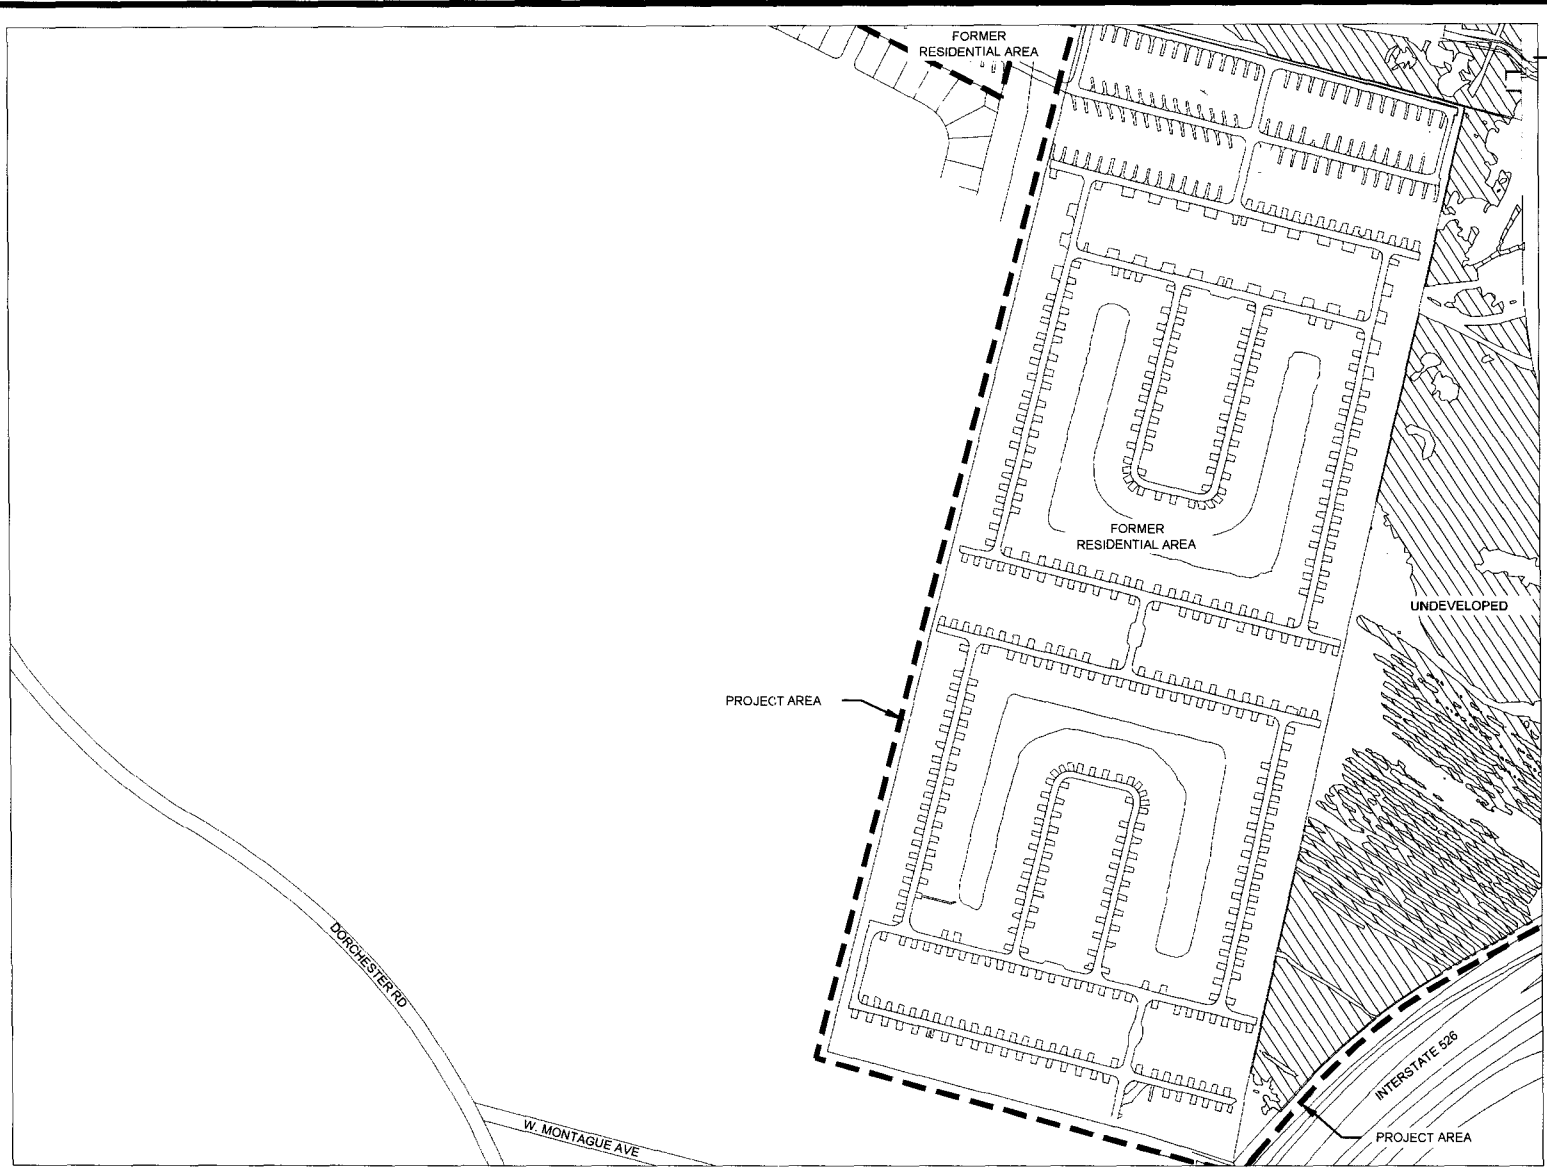 FORMER
RESIDENTIAL AREA
FORMER
RESIDENTIAL AREA
UNDEVELOPED
PROJECT AREA
DORCHESTER RD
INTERSTATE 526
W. MONTAGUE AVE
PROJECT AREA